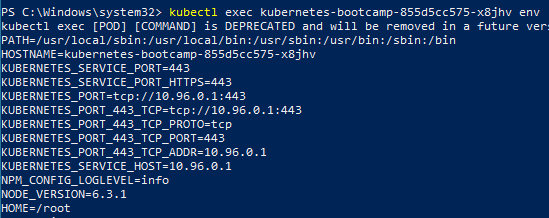 PS C:\Windows\system32> kubectl exec kubernetes-bootcamp-855d5cc575-x8jhv env
kubectl exec [POD] [COMMAND] is DEPRECATED and will be removed in a future ver
PATH=/usr/local/sbin:/usr/local/bin:/usr/sbin:/usr/bin:/sbin:/bin
HOSTNAME=kubernetes-bootcamp-855d5cc575-x8jhv
KUBERNETES_SERVICE_PORT=443
KUBERNETES_SERVICE_PORT_HTTPS=443
KUBERNETES_PORT=tcp://10.96.0.1:443
KUBERNETES_PORT_443_TCP=tcp://10.96.0.1:443
KUBERNETES_PORT_443_TCP_PROTO=tcp
KUBERNETES_PORT_443_TCP_PORT=443
KUBERNETES_PORT_443_TCP_ADDR=10.96.0.1
KUBERNETES_SERVICE_HOST=10.96.0.1
NPM_CONFIG_LOGLEVEL=info
NODE_VERSION=6.3.1
HOME=/root